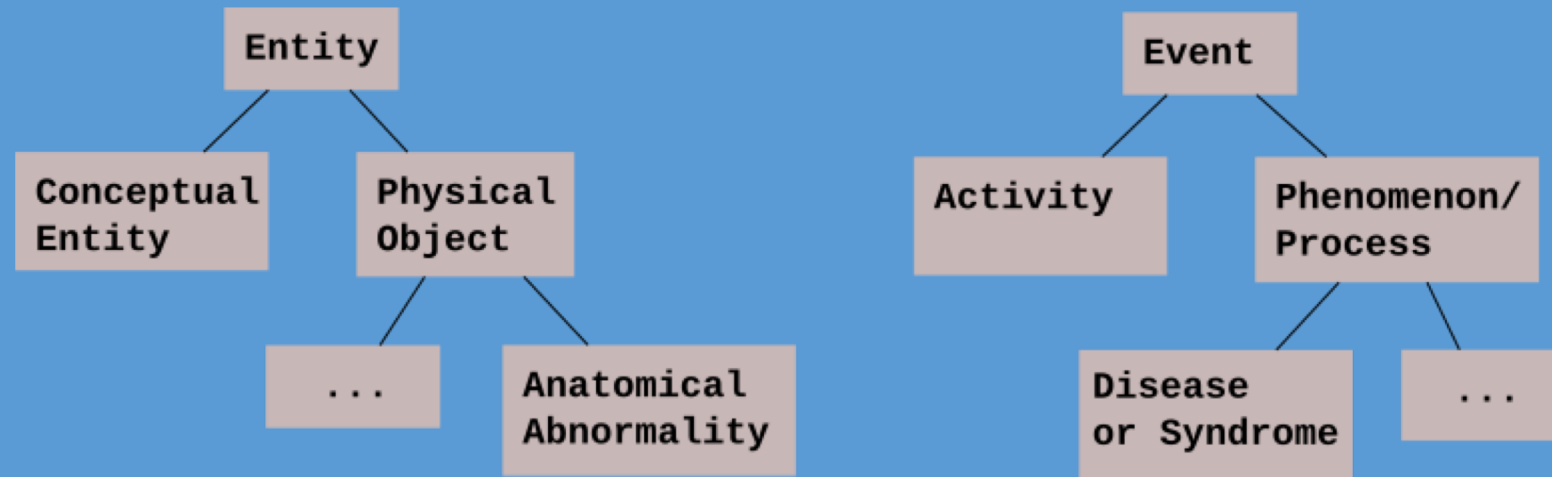 Entity
Event
Conceptual
Entity
Physical
Object
Activity
Phenomenon/
Process
...
Anatomical
Abnormality
Disease
or Syndrome
...